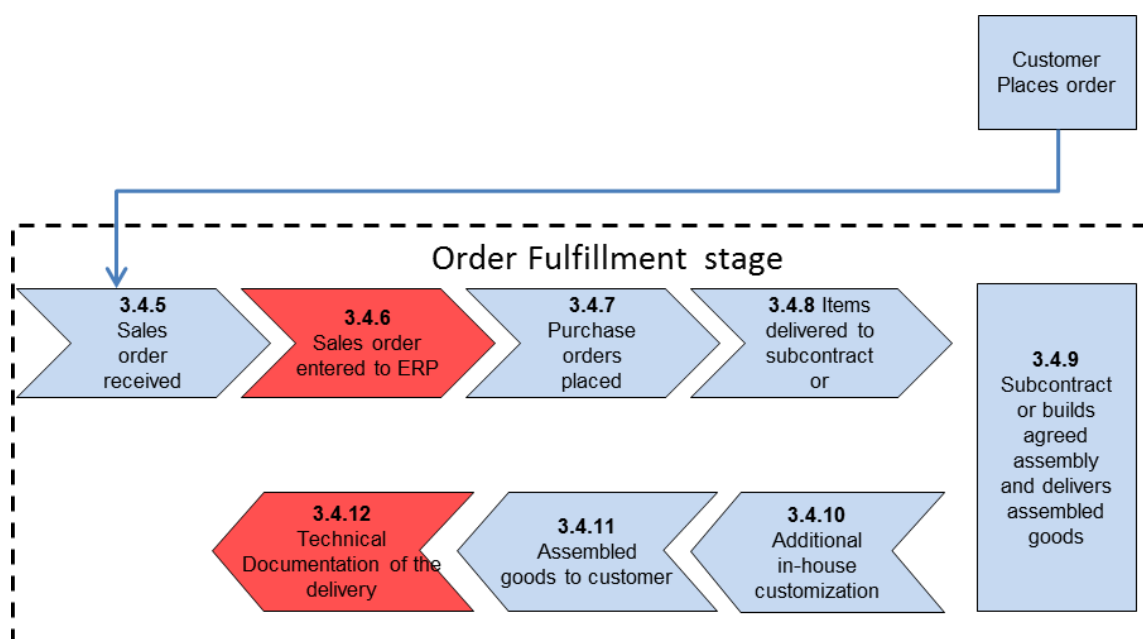 Customer
Places order
Order Fulfillment stage
3.4.5
Sales
order
received
3.4.6
Sales order
entered to ERP
3.4.7
Purchase
orders
placed
3.4.8 Items
delivered to
subcontract
or
3.4.9
Subcontract
or builds
agreed
assembly
and delivers
assembled
goods
3.4.10
Additional
in-house
customization
3.4.11
Assembled
goods to customer
3.4.12
Technical
Documentation of the
delivery